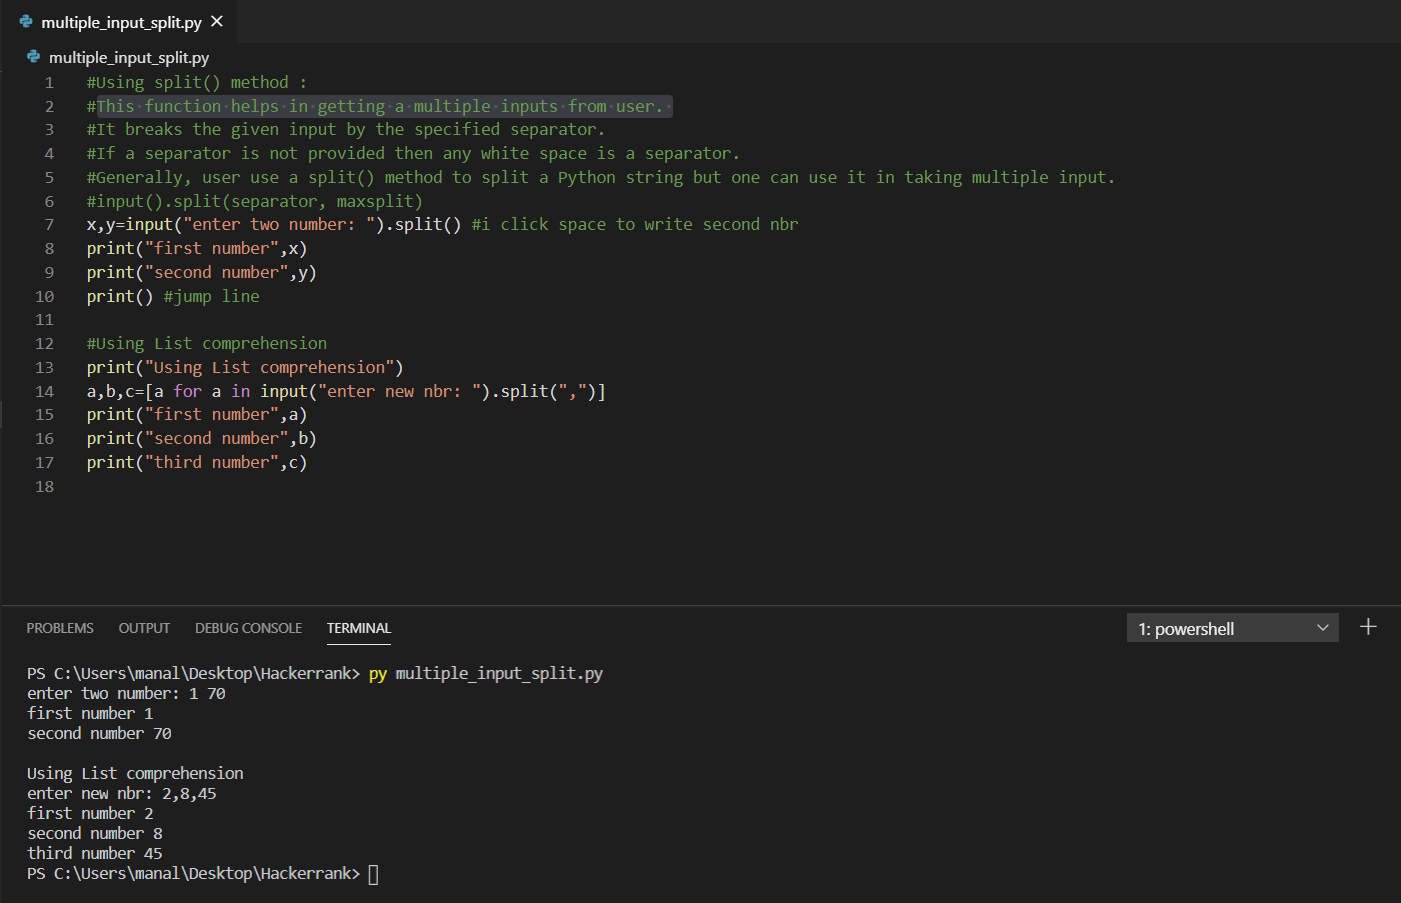 multiple_input_split.py
multiple_input_split.py
1 #Using split() method :
2 #This function helps in getting a multiple inputs from user.
3 #It breaks the given input by the specified separator.
4 #If a separator is not provided then any white space is a separator.
5 #Generally, user use a split() method to split a Python string but one can use it in taking multiple input.
6 #input().split(separator, maxsplit)
7 x,y=input("enter two number: ").split() #i click space to write second nbr
8 print("first number",x)
9 print("second number",y)
10 print() #jump line
11
12 #Using List comprehension
13 print("Using List comprehension")
14 a,b,c=[a for a in input("enter new nbr: ").split(",")]
15 print("first number",a)
16 print("second number",b)
17 print("third number",c)
18
PROBLEMS OUTPUT DEBUG CONSOLE TERMINAL 1: powershell
PS C:\Users\manal\Desktop\Hackerrank> py multiple_input_split.py
enter two number: 1 70
first number 1
second number 70
Using List comprehension
enter new nbr: 2,8,45
first number 2
second number 8
third number 45
PS C:\Users\manal\Desktop\Hackerrank>